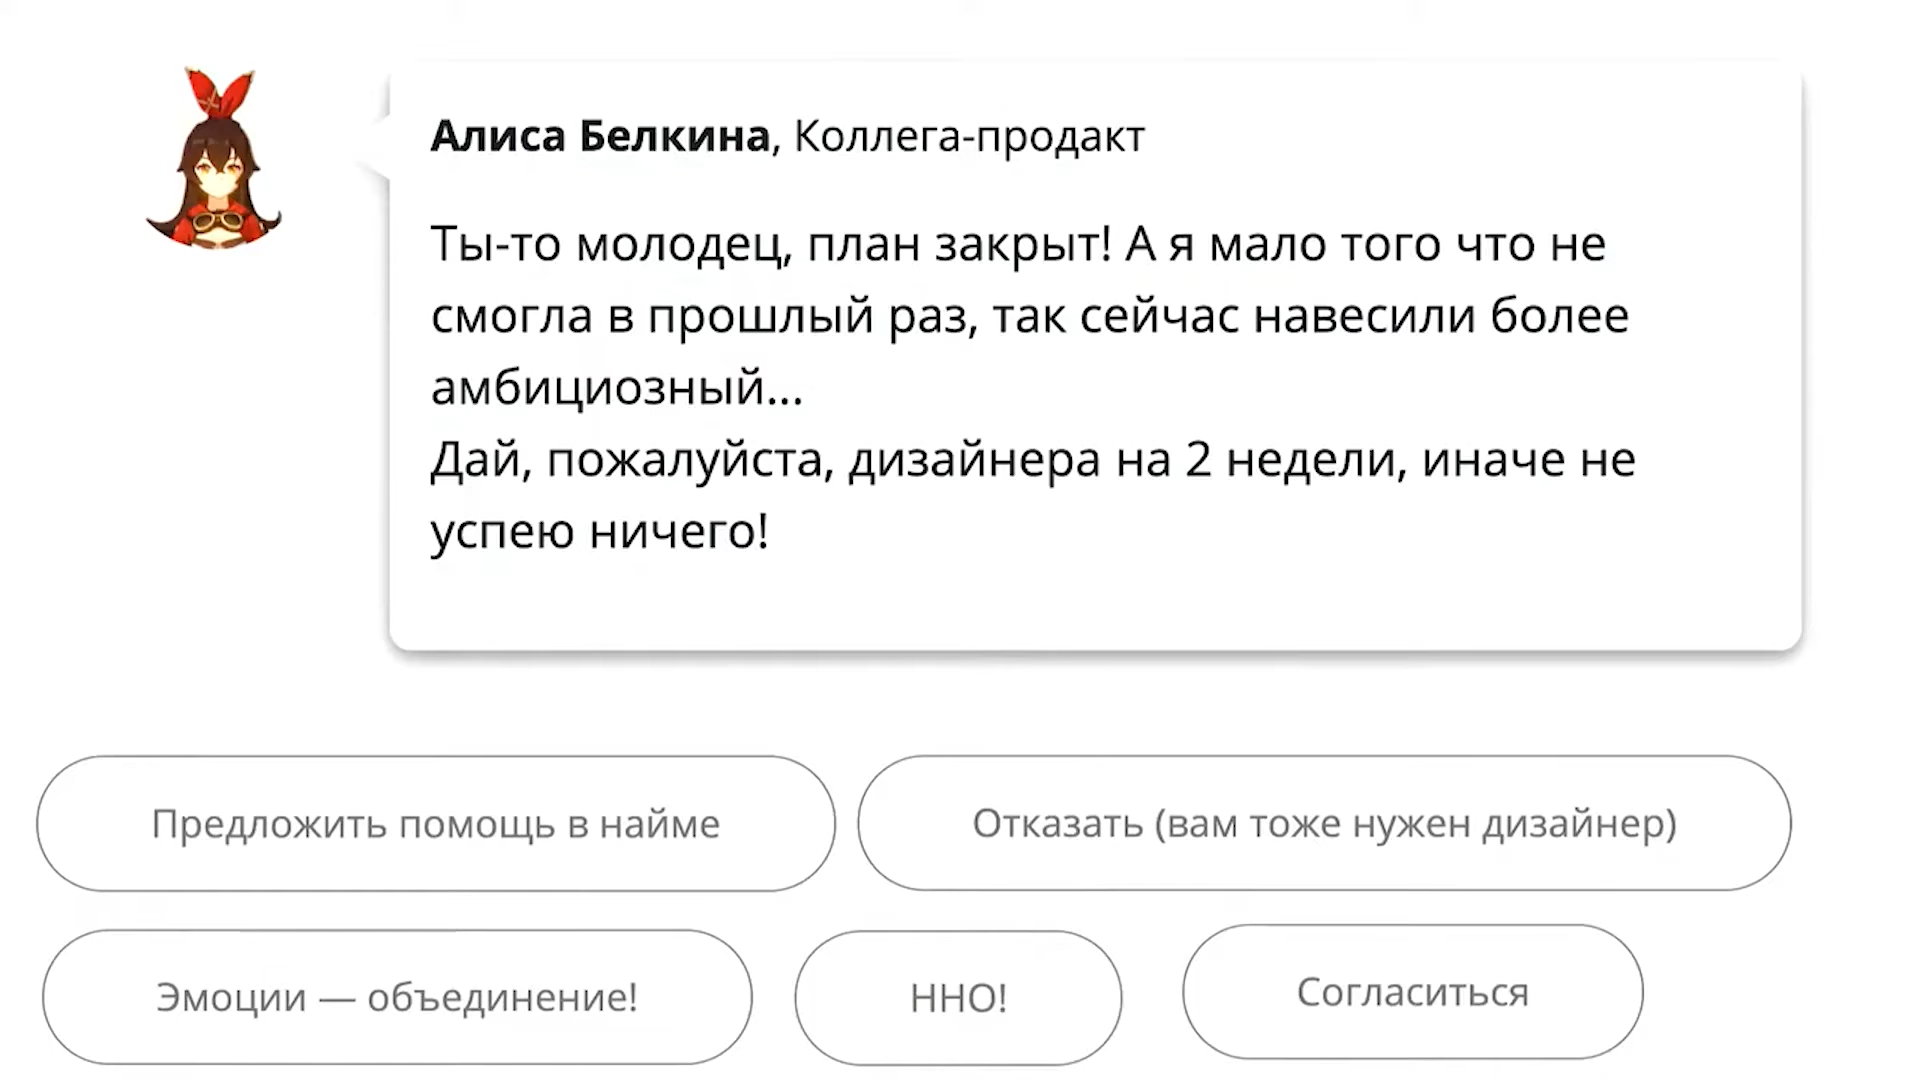 Алиса Белкина, Коллега-продакт
Ты-то молодец, план закрыт! А я мало того что не
смогла в прошлый раз, так сейчас навесили более
амбициозный...
Дай, пожалуйста, дизайнера на 2 недели, иначе не
успею ничего!
Предложить помощь в найме
Отказать (вам тоже нужен дизайнер)
Эмоции — объединение!
ННО!
Согласиться